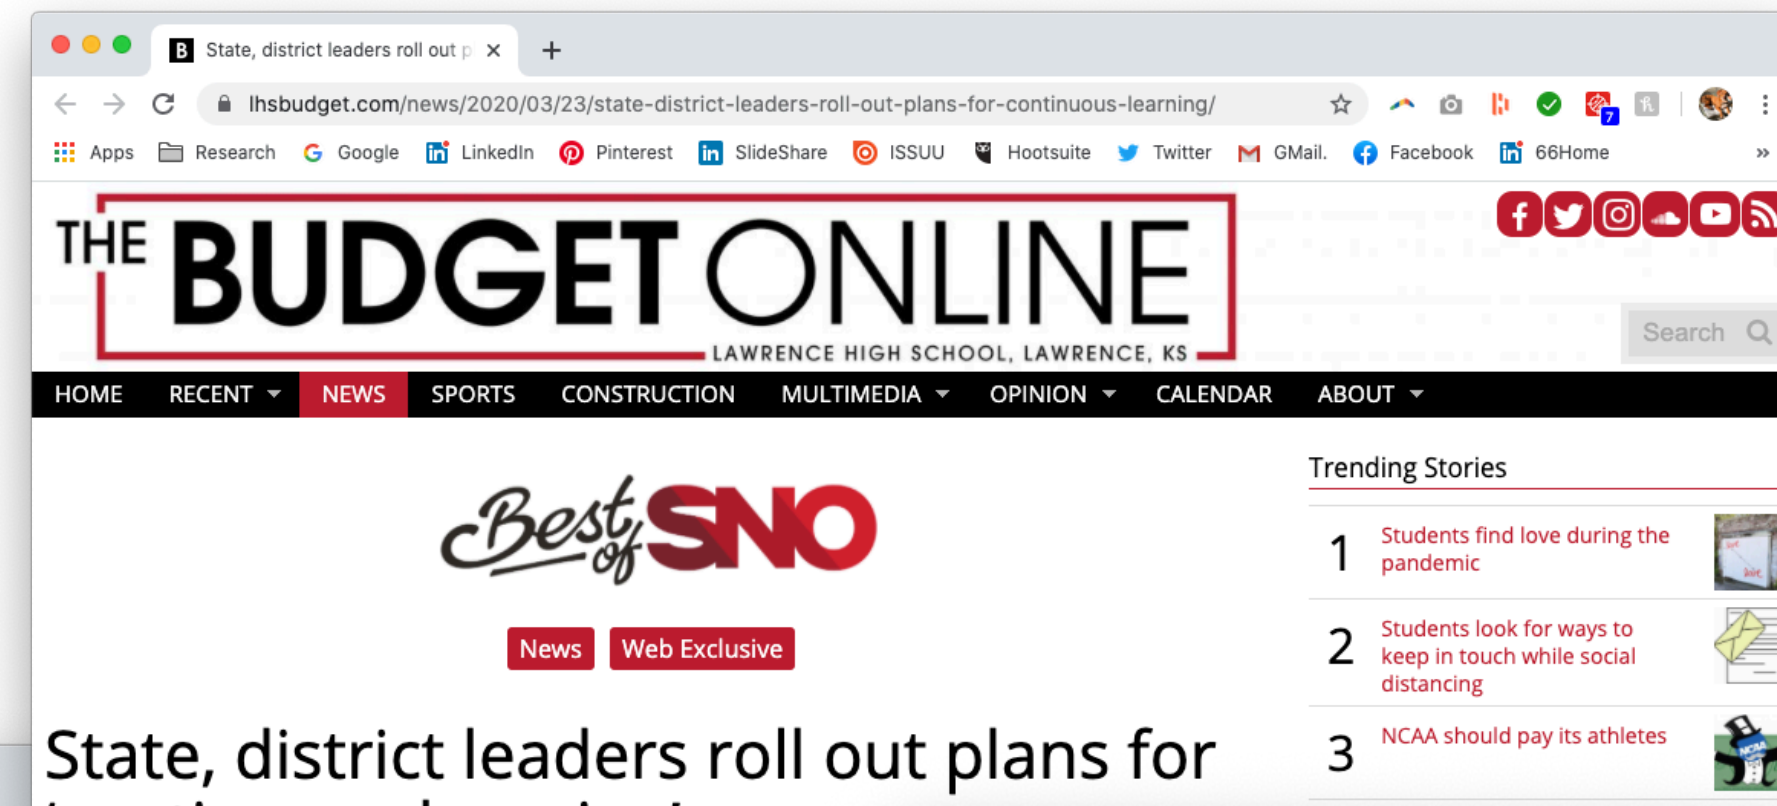 B State, district leaders roll out p
lhsbudget.com/news/2020/03/23/state-district-leaders-roll-out-plans-for-continuous-learning/
7
Apps Research Google LinkedIn Pinterest SlideShare ISSUU Hootsuite Twitter GMail. Facebook 66Home »
THE BUDGET ONLINE
LAWRENCE HIGH SCHOOL, LAWRENCE, KS
Search
HOME RECENT NEWS SPORTS CONSTRUCTION MULTIMEDIA OPINION CALENDAR ABOUT
Best of SNO
News Web Exclusive
State, district leaders roll out plans for
Trending Stories
1 Students find love during the
pandemic
2 Students look for ways to
keep in touch while social
distancing
3 NCAA should pay its athletes
NCAA